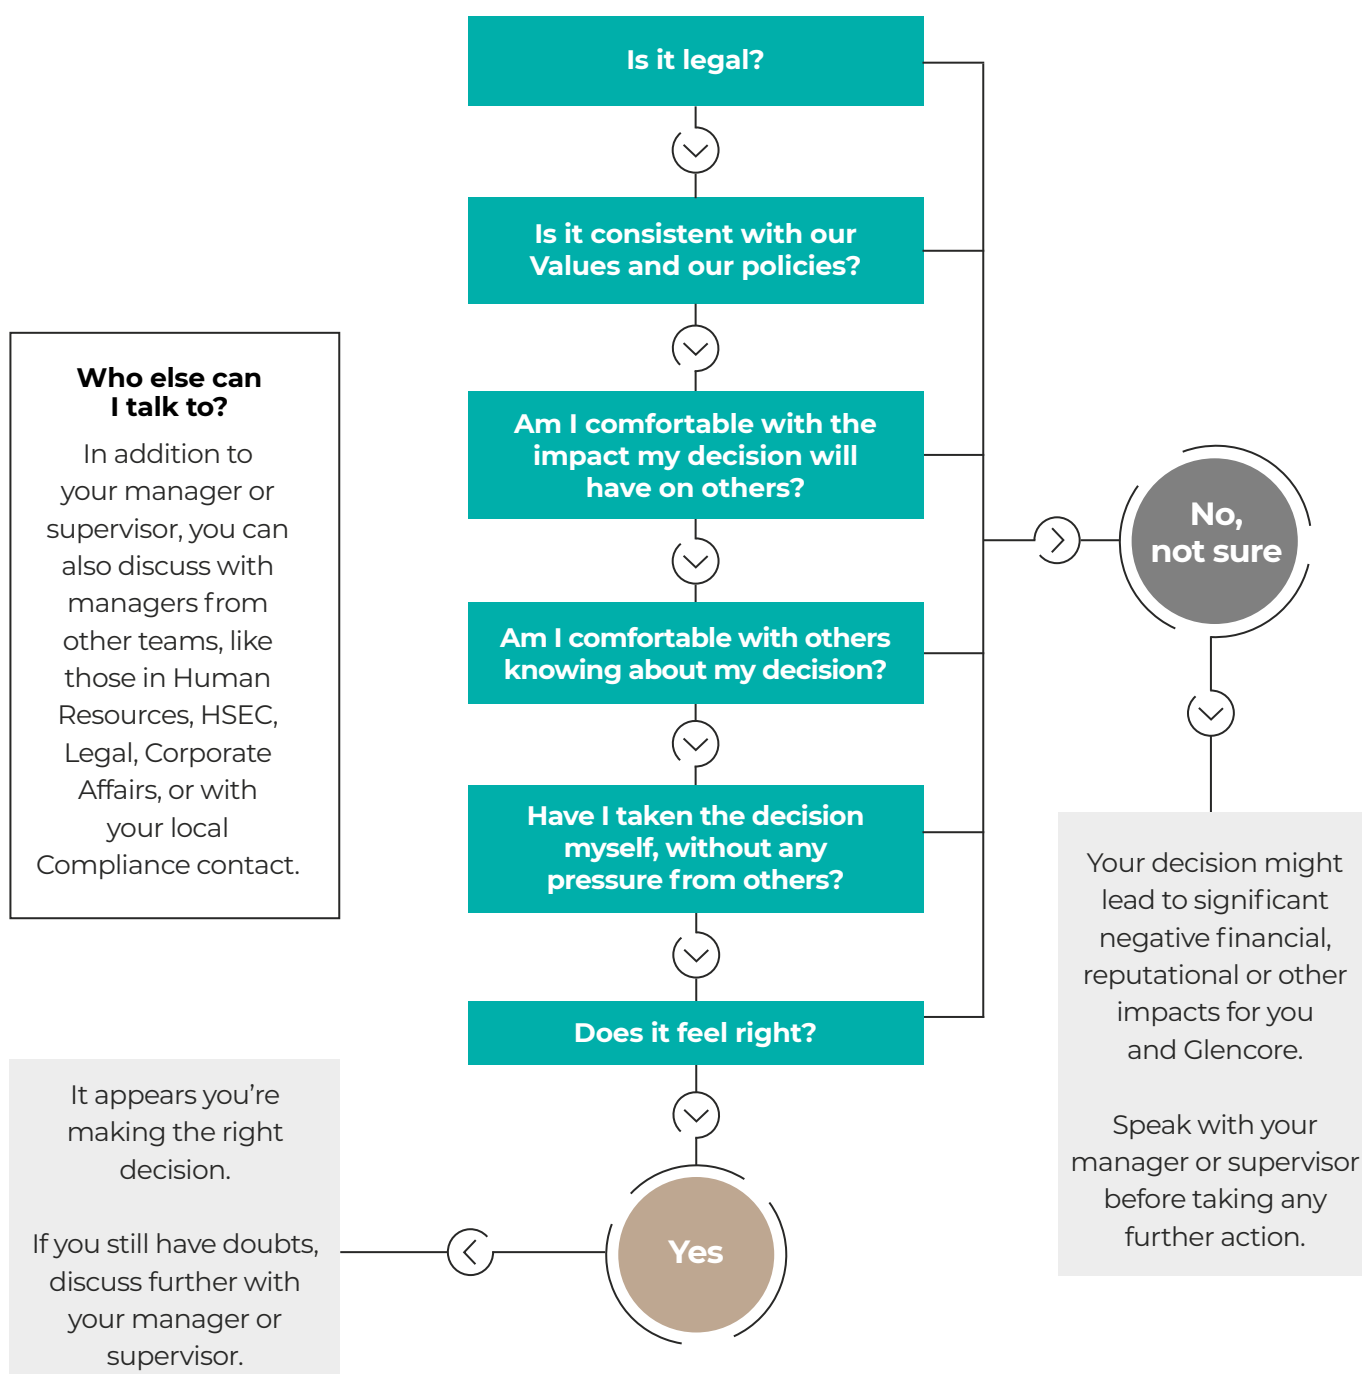 Is it legal?
Is it consistent with our
Values and our policies?
Am I comfortable with the
impact my decision will
have on others?
Am I comfortable with others
knowing about my decision?
Have I taken the decision
myself, without any
pressure from others?
Does it feel right?
Yes
No,
not sure
Your decision might
lead to significant
negative financial,
reputational or other
impacts for you
and Glencore.
Speak with your
manager or supervisor
before taking any
further action.
Who else can
I talk to?
In addition to
your manager or
supervisor, you can
also discuss with
managers from
other teams, like
those in Human
Resources, HSEC,
Legal, Corporate
Affairs, or with
your local
Compliance contact.
It appears you’re
making the right
decision.
If you still have doubts,
discuss further with
your manager or
supervisor.